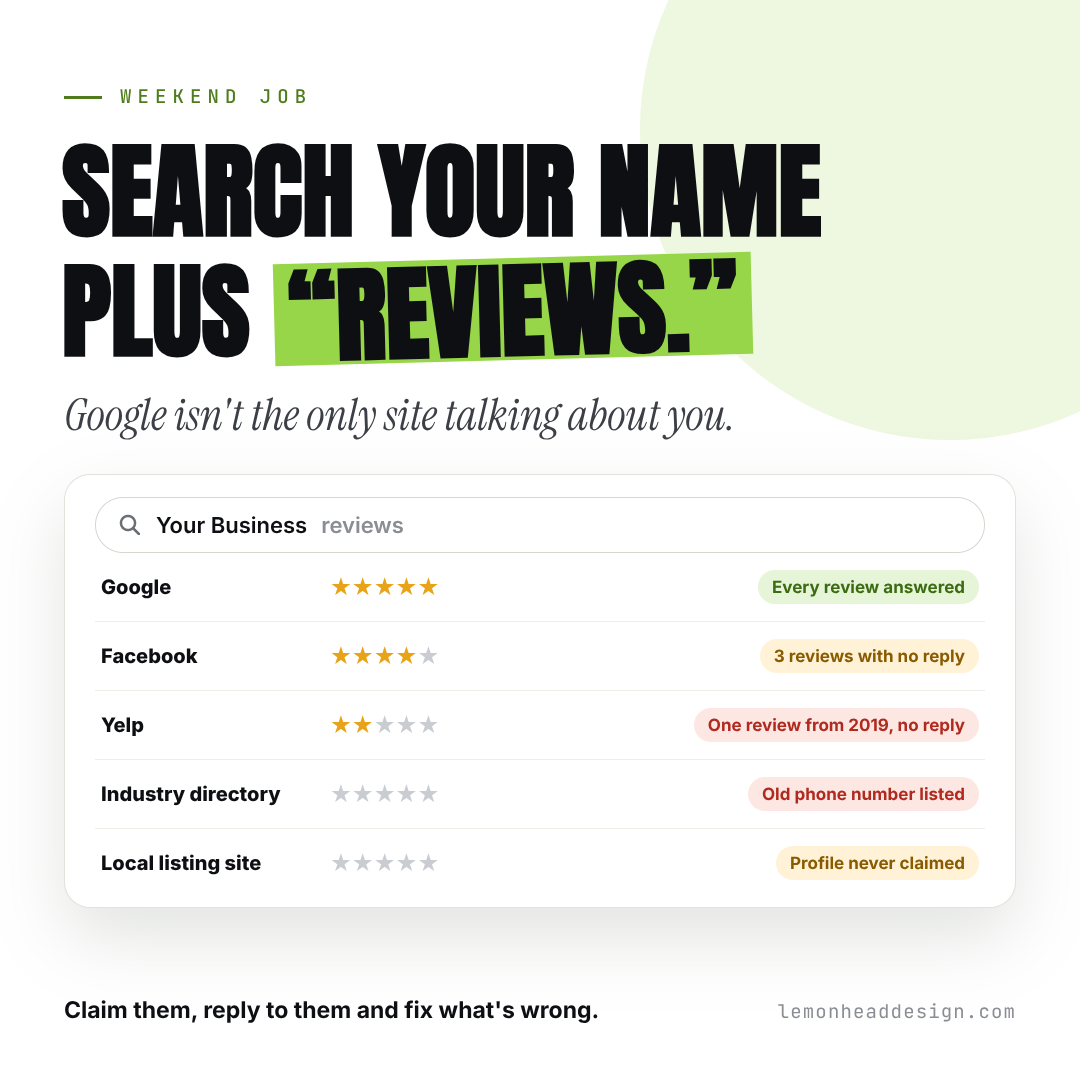 WEEKEND JOB
SEARCH YOUR NAME
PLUS “REVIEWS.”
Google isn't the only site talking about you.
Your Business reviews
Google ★★★★★ Every review answered
Facebook ★★★★★ 3 reviews with no reply
Yelp ★★★★★ One review from 2019, no reply
Industry directory ★★★★★ Old phone number listed
Local listing site ★★★★★ Profile never claimed
Claim them, reply to them and fix what's wrong.
lemonheaddesign.com